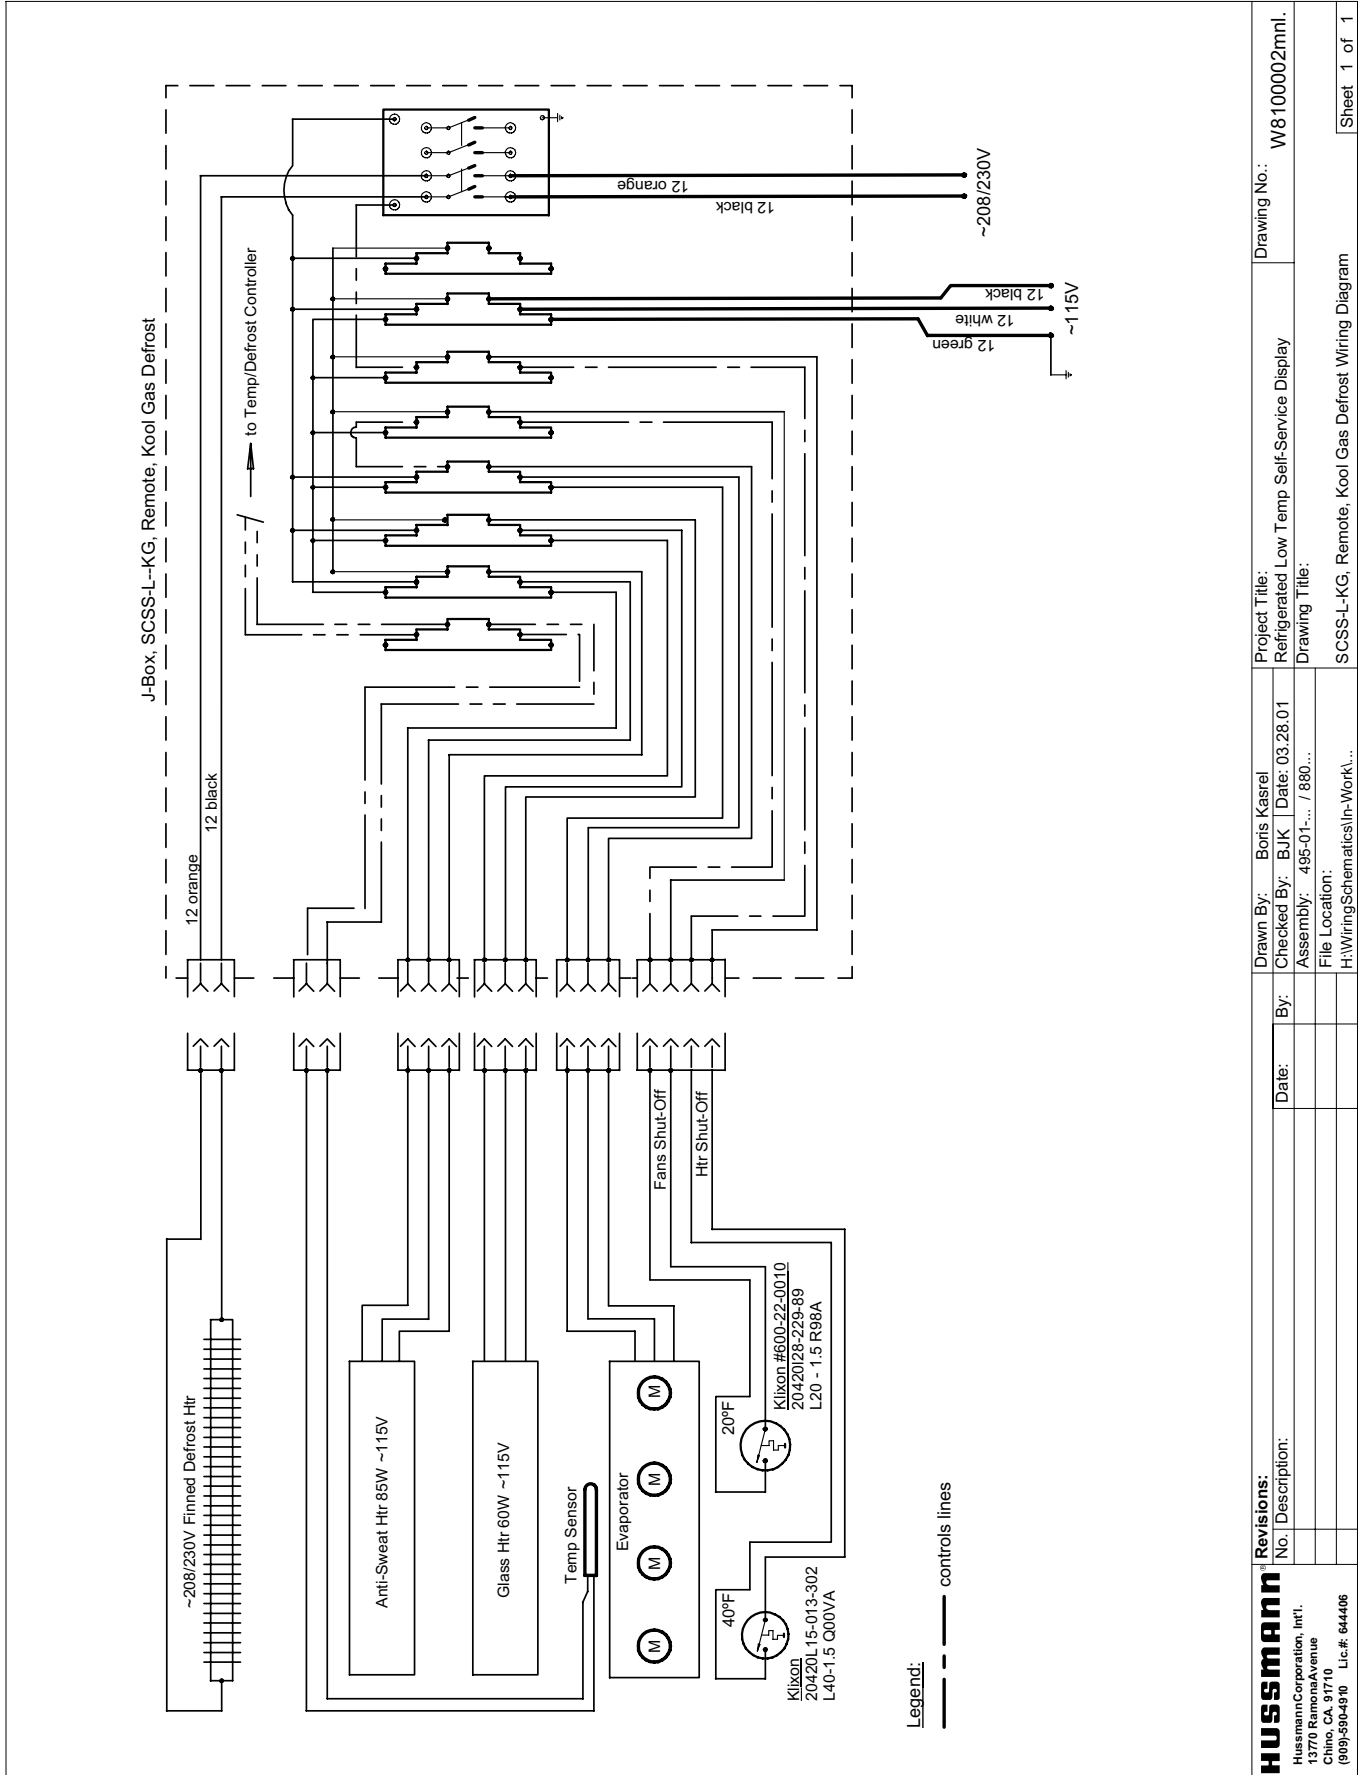 J-Box, SCSS-L--KG, Remote, Kool Gas Defrost
12 orange
12 black
to Temp/Defrost Controller
12 orange
12 black
~208/230V
12 black
12 white
12 green
~115V
~208/230V Finned Defrost Htr
Anti-Sweat Htr 85W ~115V
Glass Htr 60W ~115V
Temp Sensor
Evaporator
M
M
M
M
Fans Shut-Off
Htr Shut-Off
40ºF
20ºF
Klixon
20420L15-013-302
L40-1.5 Q00VA
Klixon #600-22-0010
20420I28-229-89
L20 - 1.5 R98A
Legend:
controls lines
HUSSMANN®
Hussmann Corporation, Int'l.
13770 RamonaAvenue
Chino, CA. 91710
(909)-590-4910 Lic.#: 644406
Revisions:
No. Description:
Date:
By:
Drawn By: Boris Kasrel
Checked By: BJK
Date: 03.28.01
Assembly: 495-01-... / 880...
File Location:
H:\WiringSchematics\In-Work\...
Project Title:
Refrigerated Low Temp Self-Service Display
Drawing Title:
SCSS-L-KG, Remote, Kool Gas Defrost Wiring Diagram
Drawing No.:
W8100002mnl.
Sheet 1 of 1